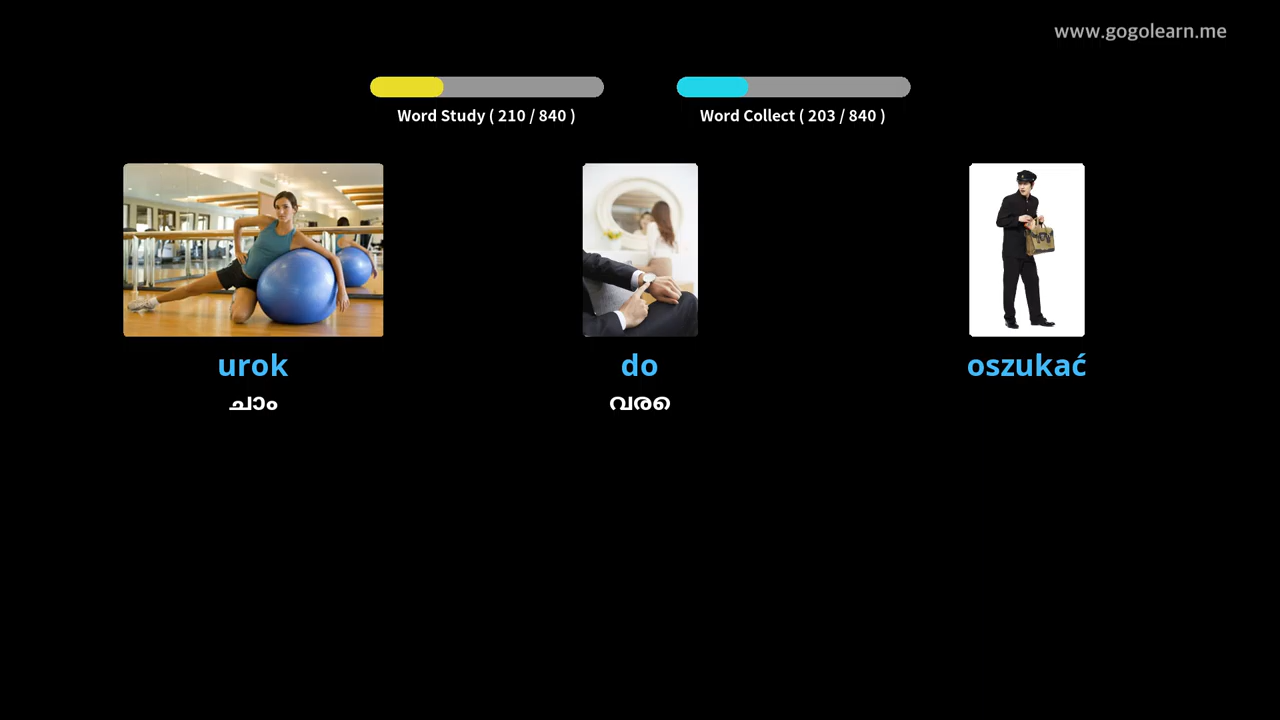 www.gogolearn.me
Word Study ( 210 / 840 )
Word Collect ( 203 / 840 )
urok
do
oszukać
ചാം
വരെ